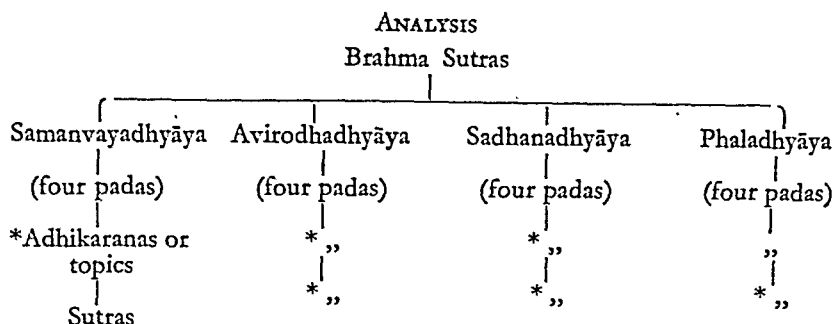 ANALYSIS
Brahma Sutras
Samanvayadhyāya Avirodhadhyāya Sadhanadhyāya Phaladhyāya
(four padas) (four padas) (four padas) (four padas)
*Adhikaranas or * „ * „ „
topics
* „ * „ * „
Sutras